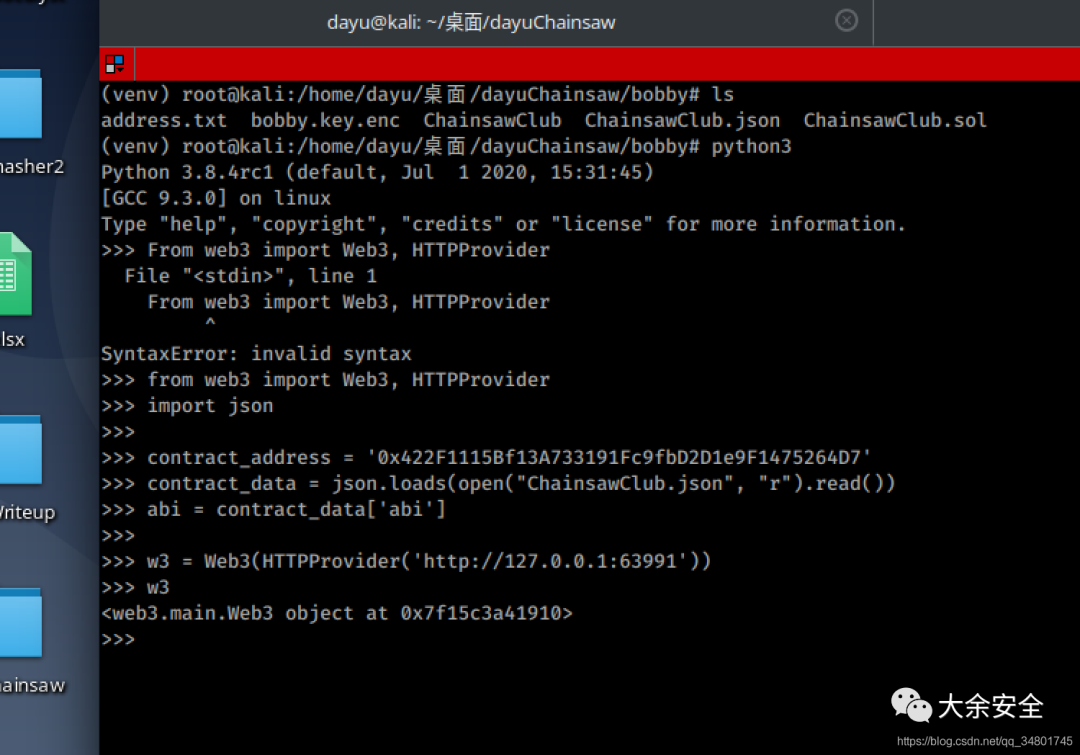 dayu@kali: ~/桌面/dayuChainsaw
(venv) root@kali:/home/dayu/桌面/dayuChainsaw/bobby# ls
address.txt  bobby.key.enc  ChainsawClub  ChainsawClub.json  ChainsawClub.sol
(venv) root@kali:/home/dayu/桌面/dayuChainsaw/bobby# python3
Python 3.8.4rc1 (default, Jul  1 2020, 15:31:45)
[GCC 9.3.0] on linux
Type "help", "copyright", "credits" or "license" for more information.
>>> From web3 import Web3, HTTPProvider
  File "<stdin>", line 1
    From web3 import Web3, HTTPProvider
         ^
SyntaxError: invalid syntax
>>> from web3 import Web3, HTTPProvider
>>> import json
>>>
>>> contract_address = '0x422F1115Bf13A733191Fc9fbD2D1e9F1475264D7'
>>> contract_data = json.loads(open("ChainsawClub.json", "r").read())
>>> abi = contract_data['abi']
>>>
>>> w3 = Web3(HTTPProvider('http://127.0.0.1:63991'))
>>> w3
<web3.main.Web3 object at 0x7f15c3a41910>
>>>
hasher2
lsx
Writeup
hainsaw
大余安全
https://blog.csdn.net/qq_34801745